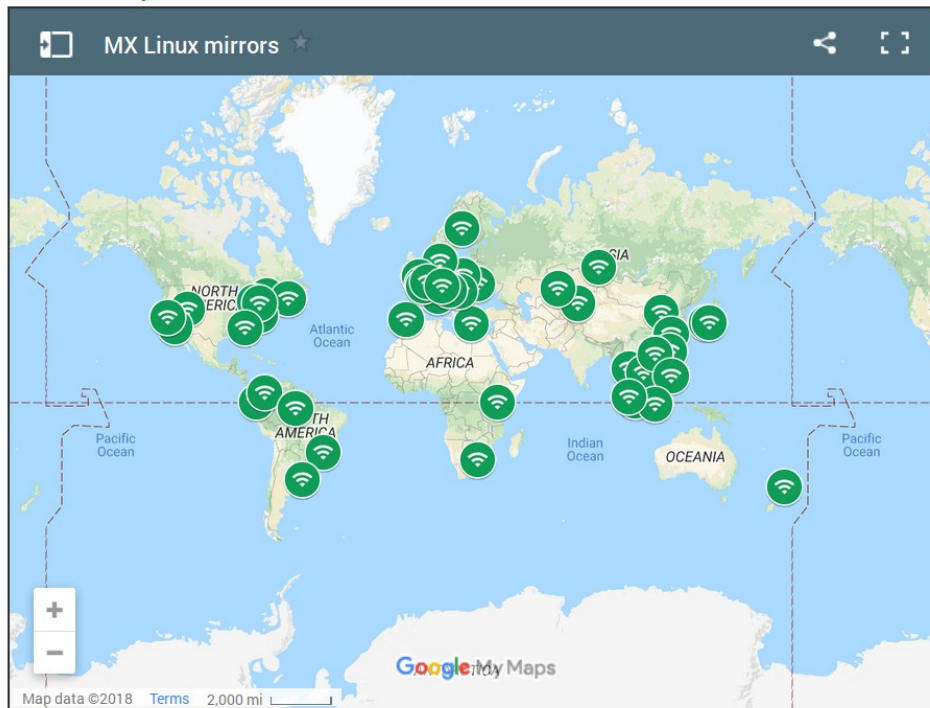 MX Linux mirrors
NORTH
AMERICA
Atlantic
Ocean
AFRICA
Pacific
Ocean
AMERICA
Indian
Ocean
OCEANIA
Pacific
Ocean
Google My Maps
Map data ©2018 Terms 2,000 mi